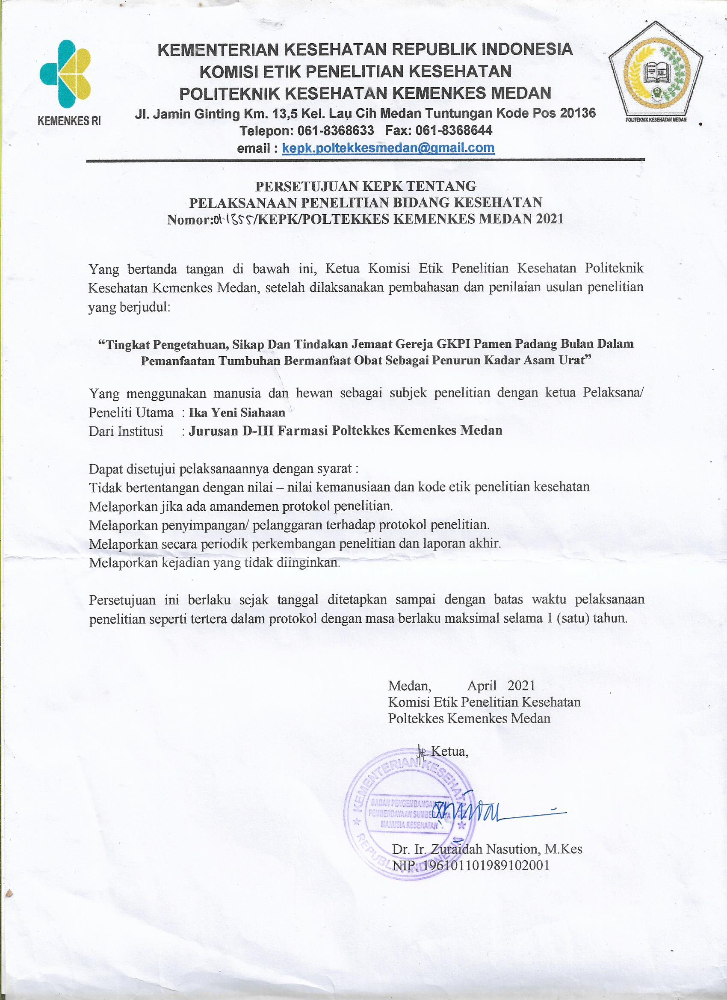 KEMENTERIAN KESEHATAN REPUBLIK INDONESIA
KOMISI ETIK PENELITIAN KESEHATAN
POLITEKNIK KESEHATAN KEMENKES MEDAN
Jl. Jamin Ginting Km. 13,5 Kel. Lau Cih Medan Tuntungan Kode Pos 20136
Telepon: 061-8368633 Fax: 061-8368644
email : kepk.poltekkesmedan@gmail.com
KEMENKES RI
POLITEKNIK KESEHATAN MEDAN
PERSETUJUAN KEPK TENTANG
PELAKSANAAN PENELITIAN BIDANG KESEHATAN
Nomor: /KEPK/POLTEKKES KEMENKES MEDAN 2021
Yang bertanda tangan di bawah ini, Ketua Komisi Etik Penelitian Kesehatan Politeknik
Kesehatan Kemenkes Medan, setelah dilaksanakan pembahasan dan penilaian usulan penelitian
yang berjudul:
“Tingkat Pengetahuan, Sikap Dan Tindakan Jemaat Gereja GKPI Pamen Padang Bulan Dalam
Pemanfaatan Tumbuhan Bermanfaat Obat Sebagai Penurun Kadar Asam Urat”
Yang menggunakan manusia dan hewan sebagai subjek penelitian dengan ketua Pelaksana/
Peneliti Utama : Ika Yeni Siahaan
Dari Institusi : Jurusan D-III Farmasi Poltekkes Kemenkes Medan
Dapat disetujui pelaksanaannya dengan syarat :
Tidak bertentangan dengan nilai – nilai kemanusiaan dan kode etik penelitian kesehatan
Melaporkan jika ada amandemen protokol penelitian.
Melaporkan penyimpangan/ pelanggaran terhadap protokol penelitian.
Melaporkan secara periodik perkembangan penelitian dan laporan akhir.
Melaporkan kejadian yang tidak diinginkan.
Persetujuan ini berlaku sejak tanggal ditetapkan sampai dengan batas waktu pelaksanaan
penelitian seperti tertera dalam protokol dengan masa berlaku maksimal selama 1 (satu) tahun.
Medan, April 2021
Komisi Etik Penelitian Kesehatan
Poltekkes Kemenkes Medan
Ketua,
KEMENTERIAN KESEHATAN
BADAN PENGEMBANGAN
PEMBERDAYAAN SUMBER DAYA
MANUSIA KESEHATAN
REPUBLIK INDONESIA
Dr. Ir. Zuraidah Nasution, M.Kes
NIP. 196101101989102001